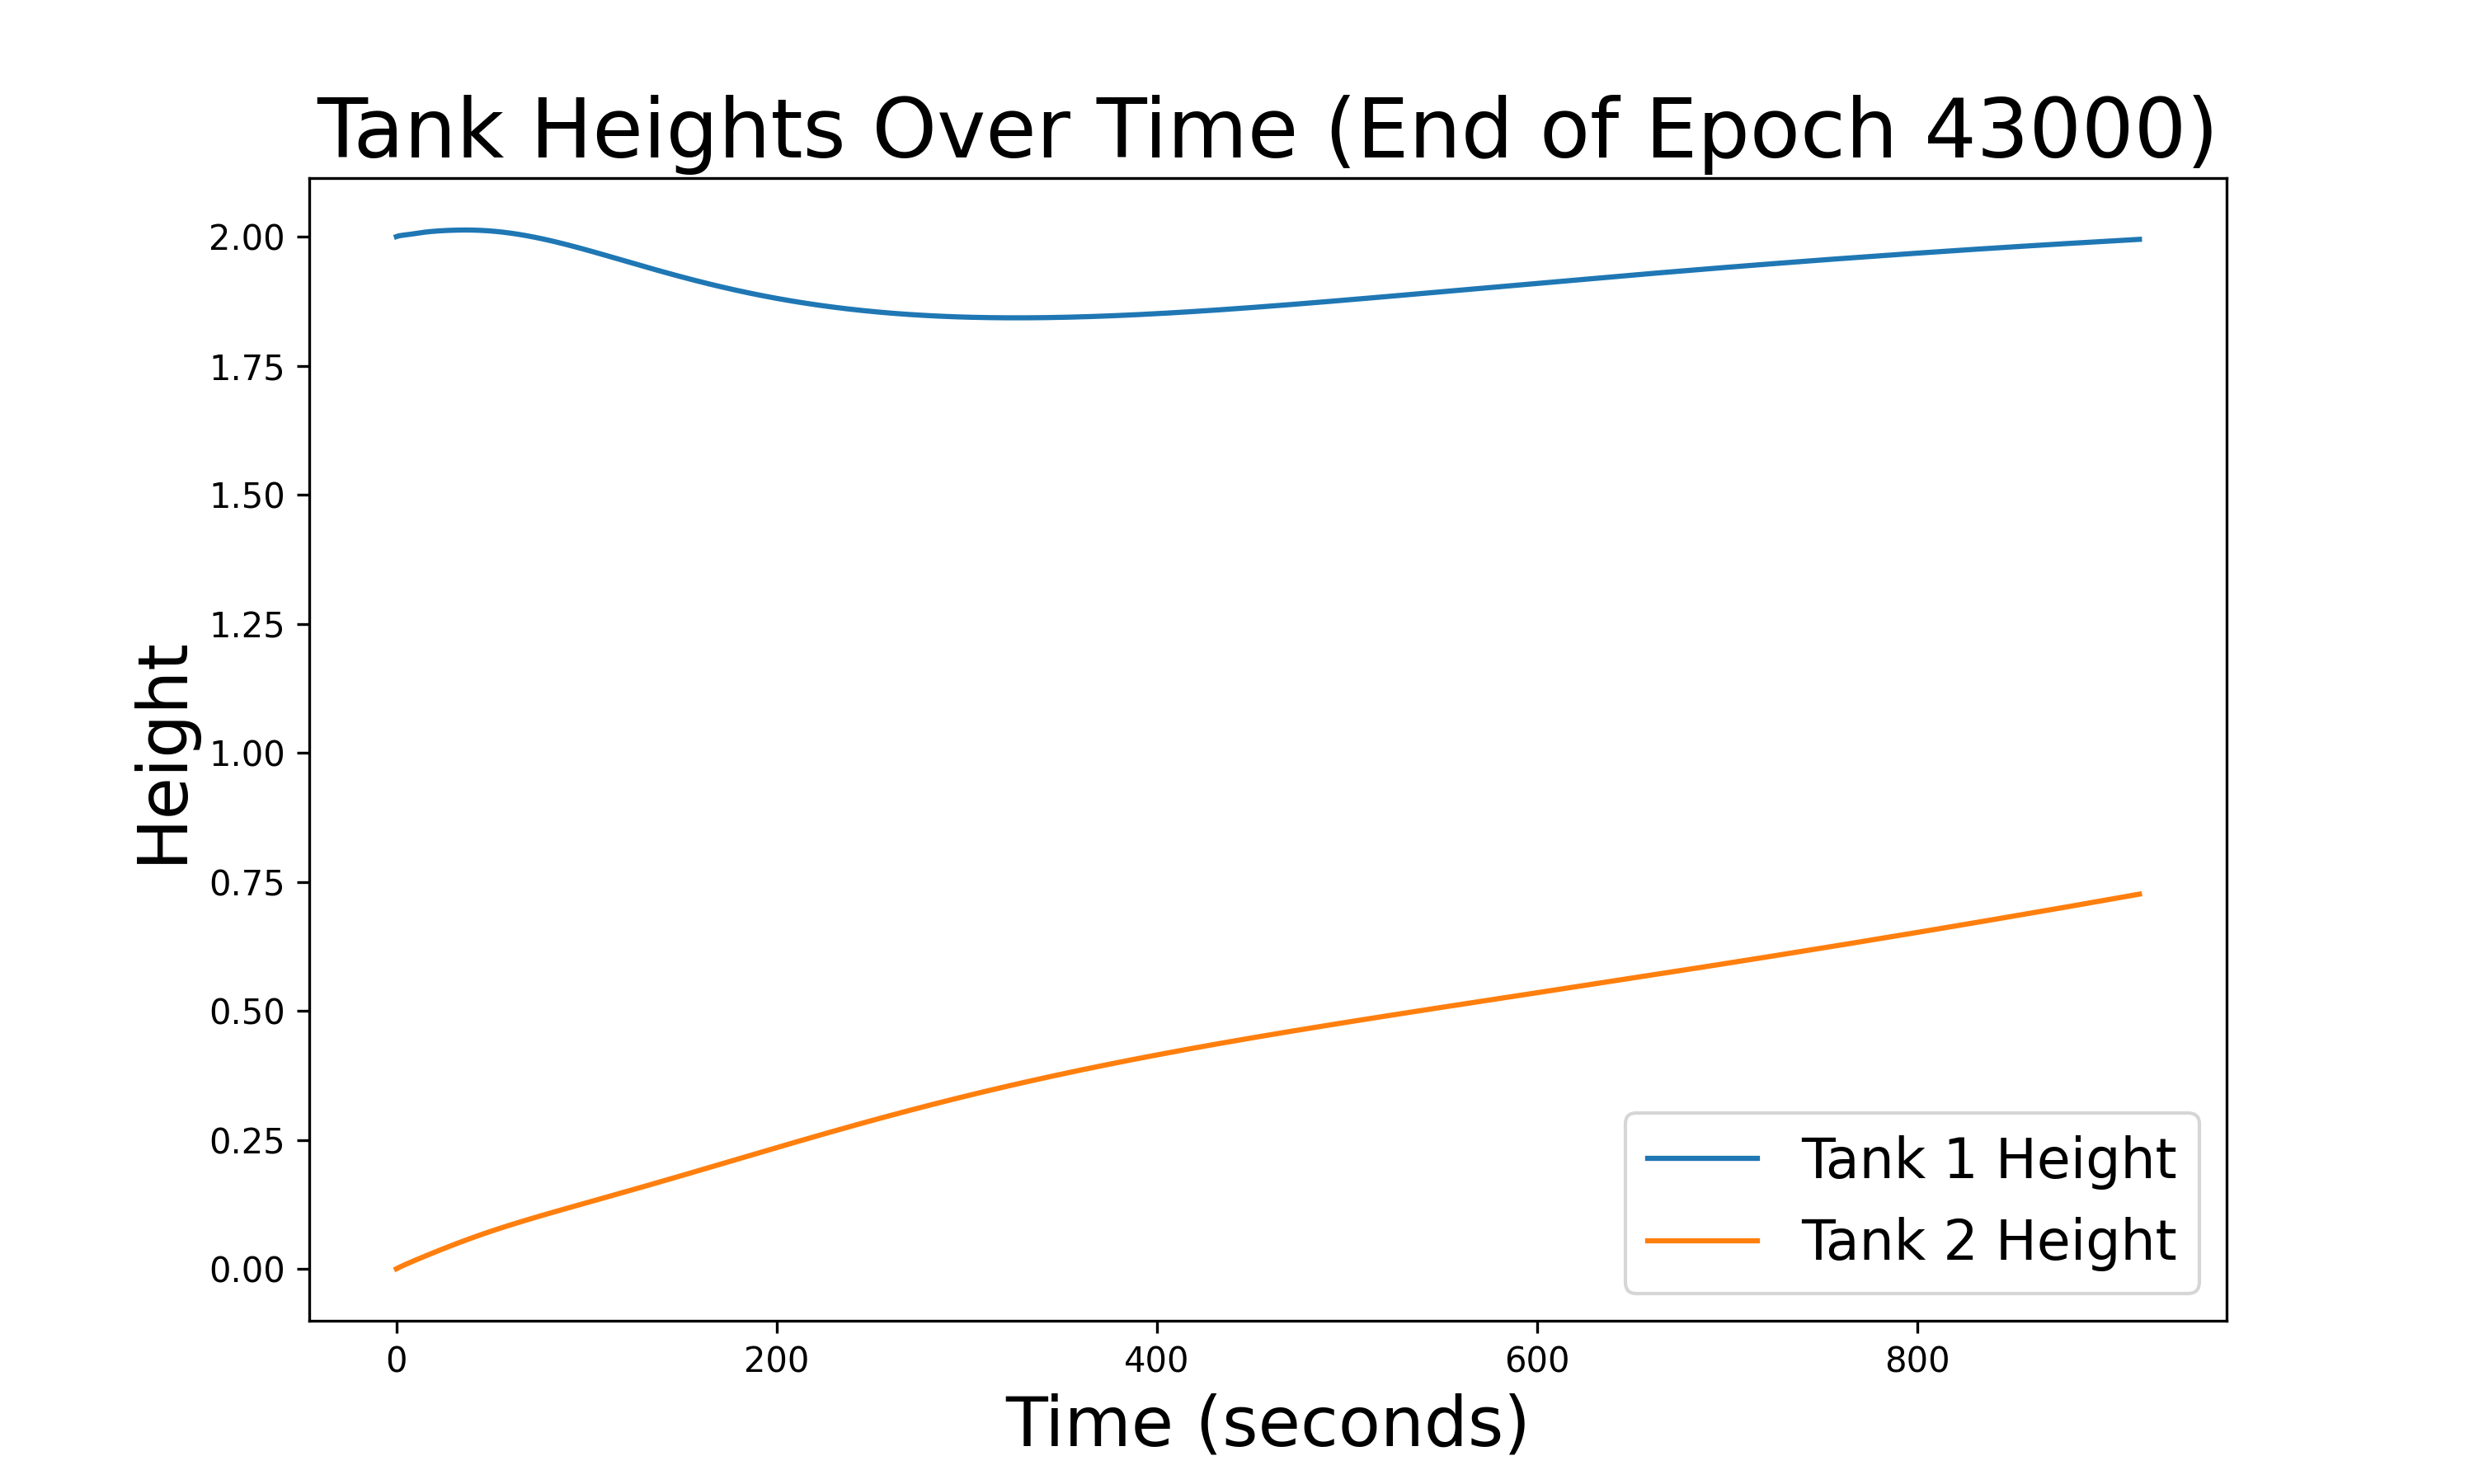 Tank Heights Over Time (End of Epoch 43000)
Height
2.00
1.75
1.50
1.25
1.00
0.75
0.50
0.25
0.00
Tank 1 Height
Tank 2 Height
0 200 400 600 800
Time (seconds)